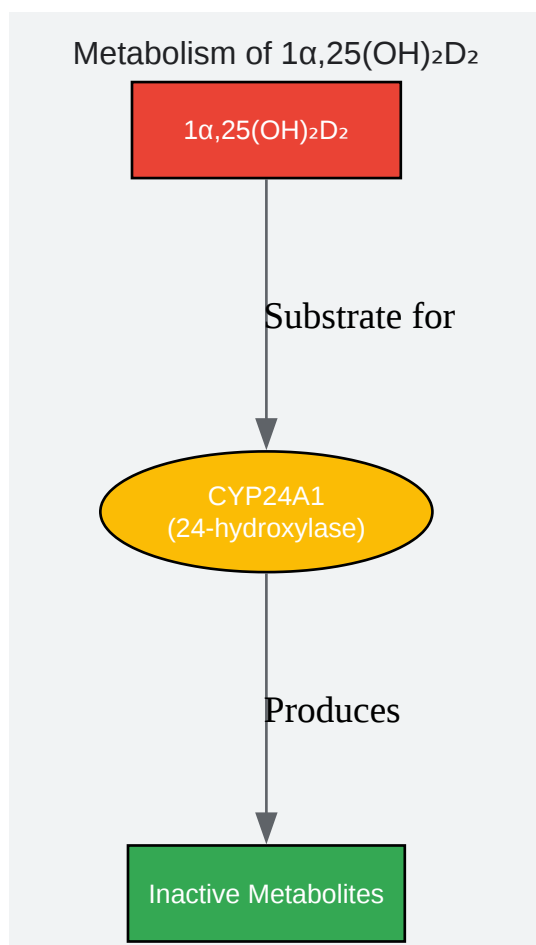 Metabolism of 1α,25(OH)₂D₂
1α,25(OH)₂D₂
Substrate for
CYP24A1
(24-hydroxylase)
Produces
Inactive Metabolites